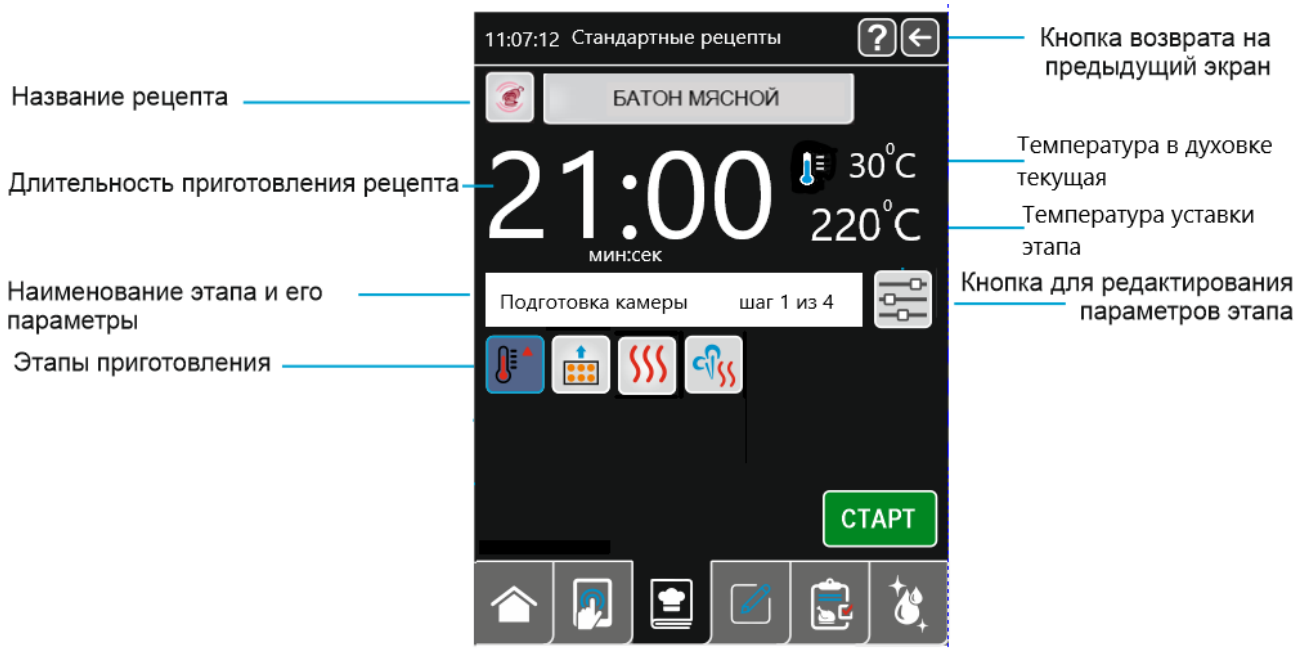 11:07:12 Стандартные рецепты ?
Кнопка возврата на
предыдущий экран
Название рецепта
БАТОН МЯСНОЙ
Длительность приготовления рецепта
21:00
мин:сек
30°C
220°C
Температура в духовке
текущая
Температура уставки
этапа
Наименование этапа и его
параметры
Подготовка камеры шаг 1 из 4
Кнопка для редактирования
параметров этапа
Этапы приготовления
СТАРТ